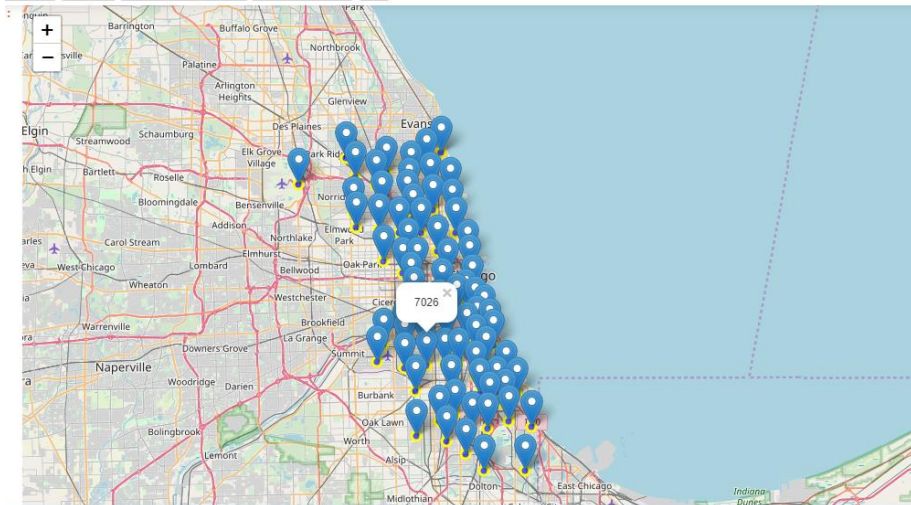 Park
+
−
Barrington
Buffalo Grove
Northbrook
Palatine
Arlington
Heights
Glenview
Evans
Des Plaines
Elgin
Schaumburg
Streamwood
Elk Grove
Village
Park Rid
Elgin
Bartlett
Roselle
Norrid
Bensenville
Bloomingdale
Addison
Northlake
Elmwo
Park
Carol Stream
Elmhurst
West Chicago
Lombard
Bellwood
Oak Park
go
Wheaton
Westchester
Cicer
7026
×
Warrenville
Brookfield
La Grange
Downers Grove
Summit
Naperville
Woodridge
Darien
Burbank
Oak Lawn
Bolingbrook
Worth
Lemont
Alsip
Dolton
East Chicago
Midlothian
Indiana
Dunes